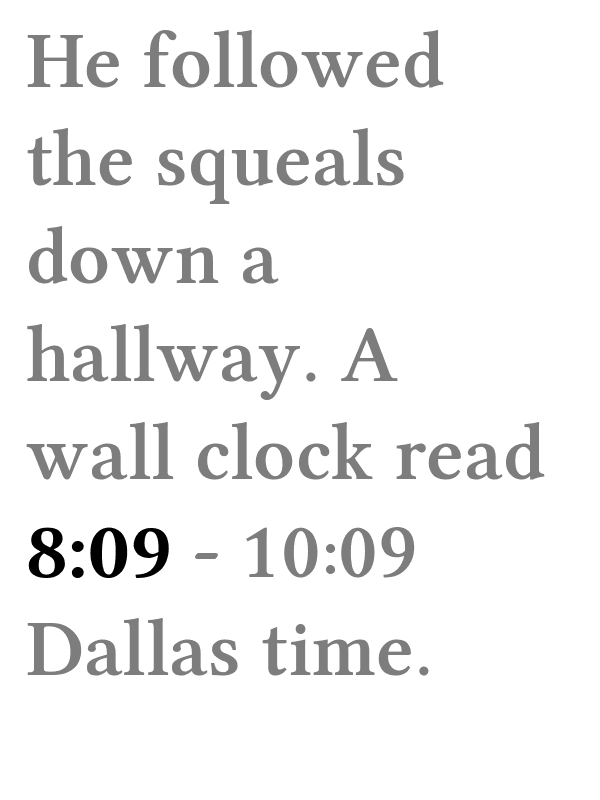 He followed
the squeals
down a
hallway. A
wall clock read
8:09 - 10:09
Dallas time.